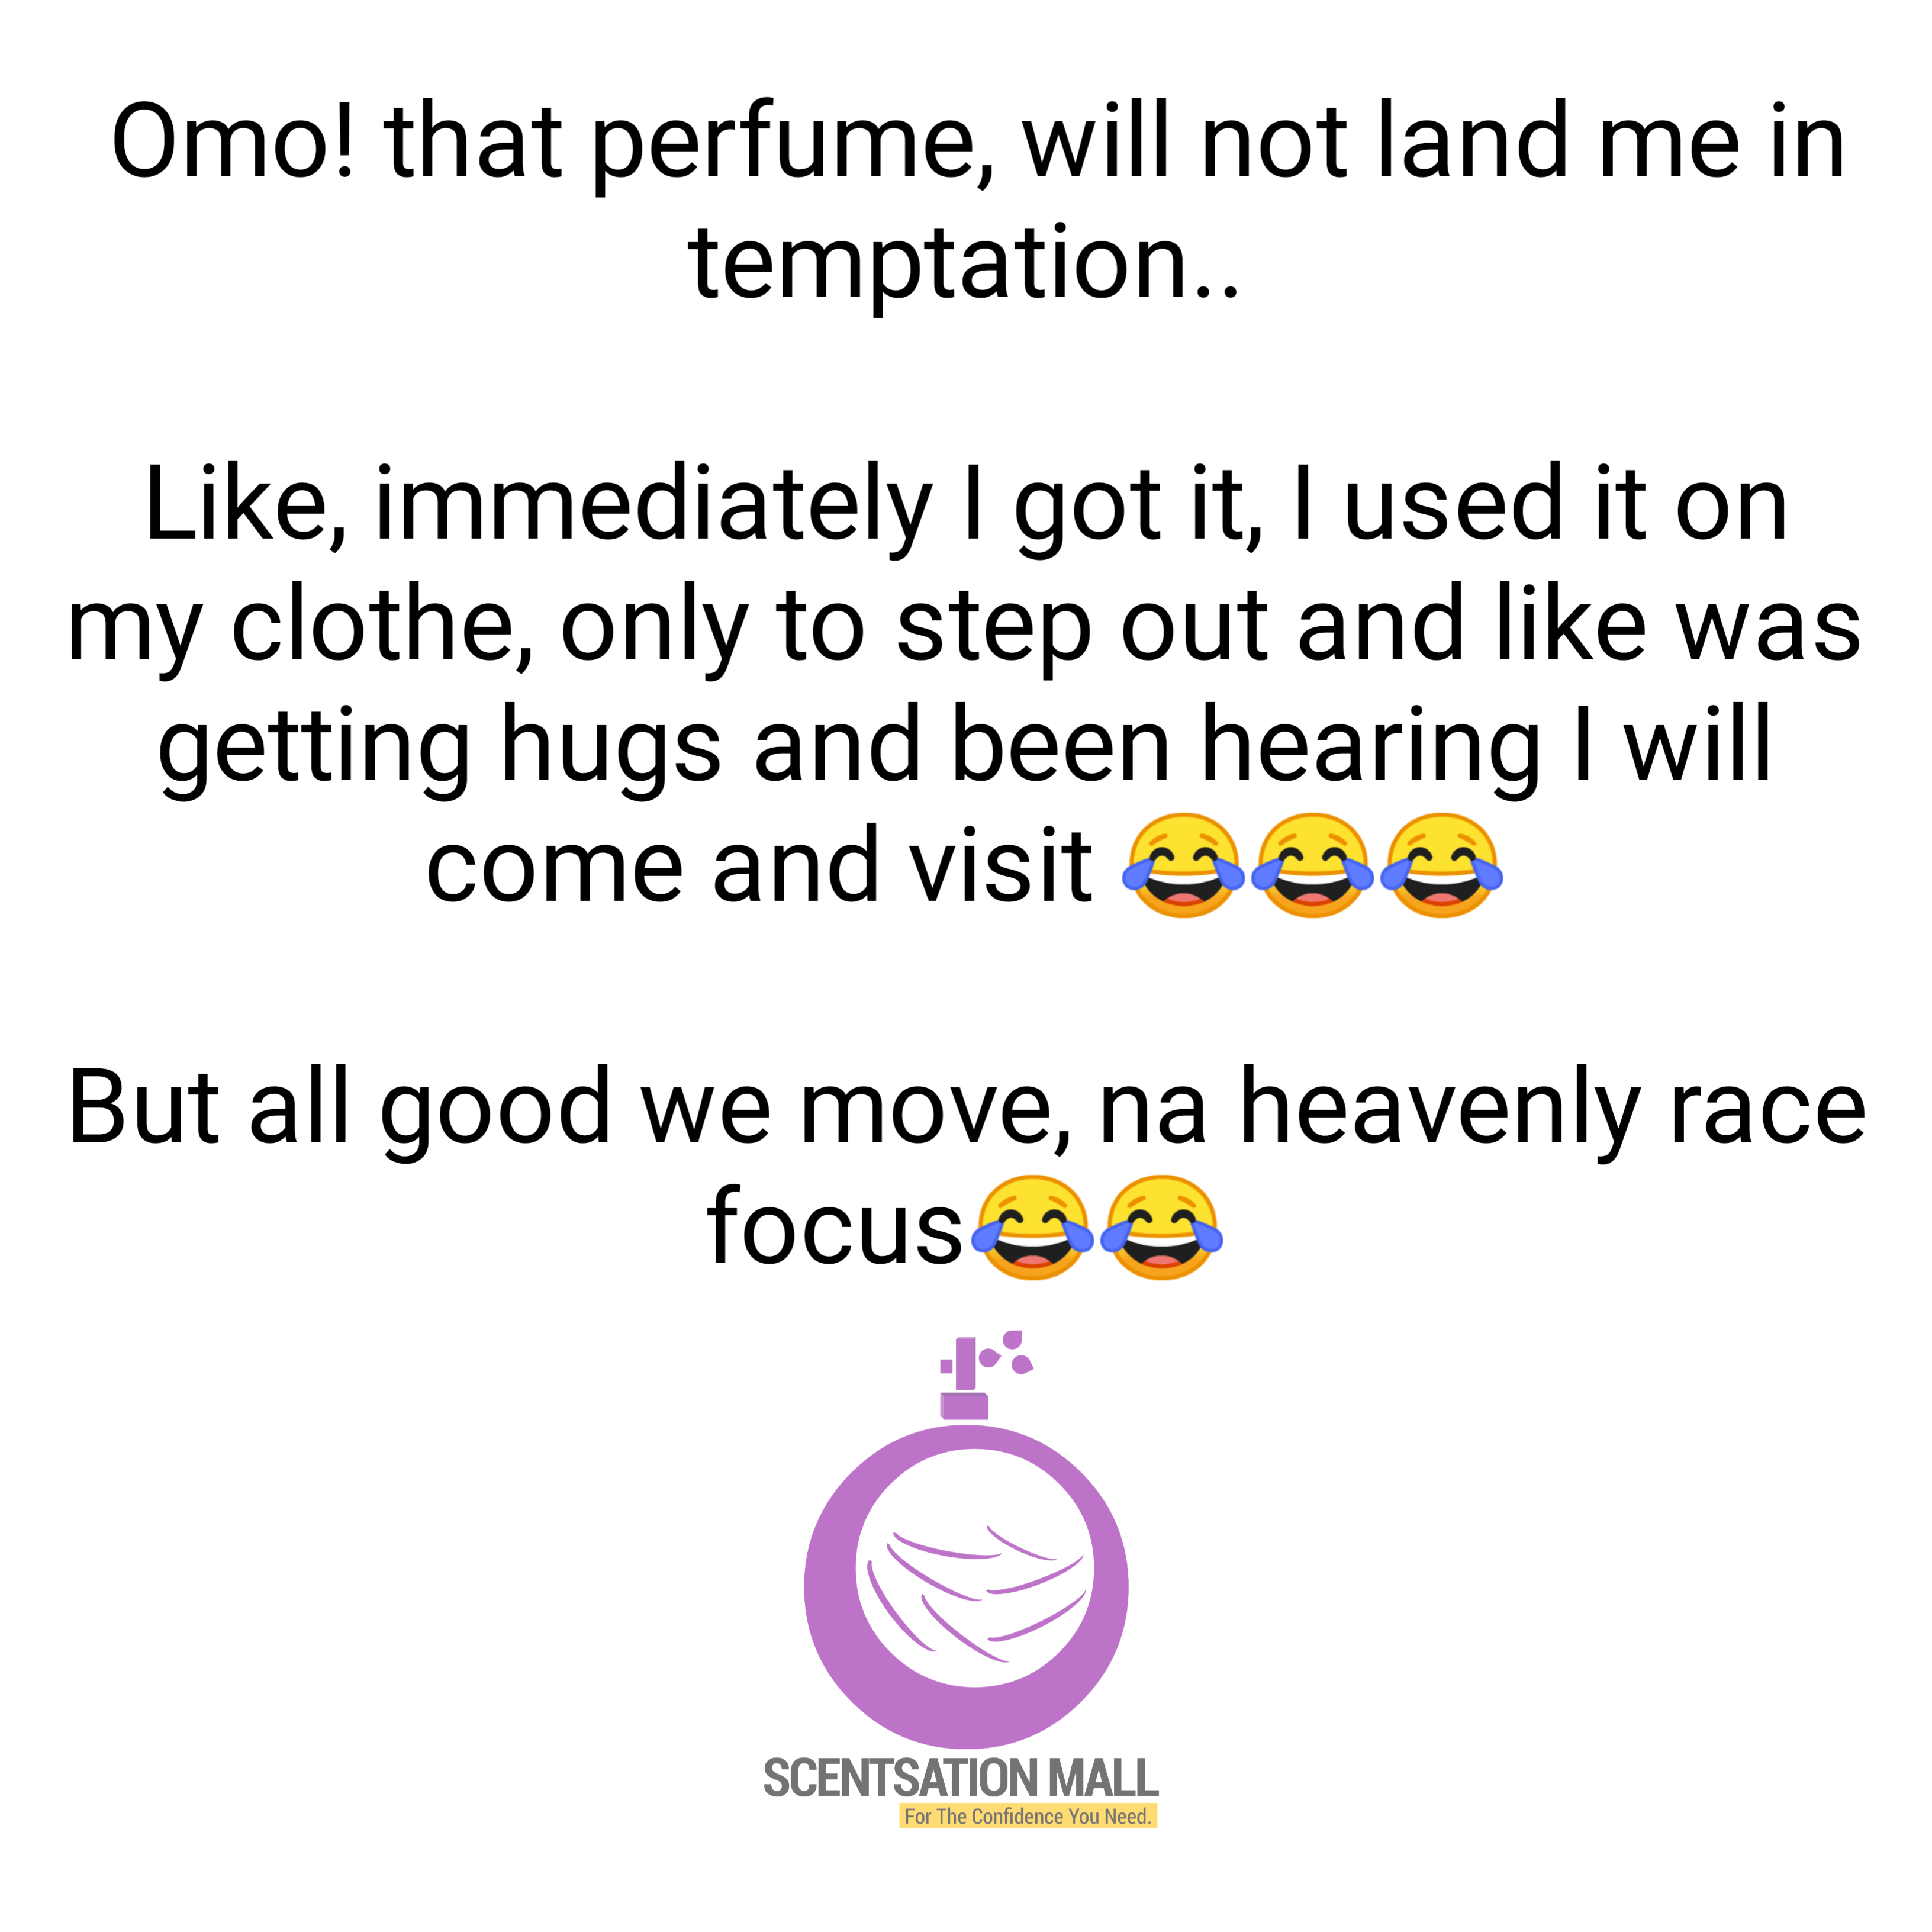 Omo! that perfume, will not land me in
temptation..
Like, immediately I got it, I used it on
my clothe, only to step out and like was
getting hugs and been hearing I will
come and visit 😂😂😂
But all good we move, na heavenly race
focus😂😂
SCENTSATION MALL
For The Confidence You Need.